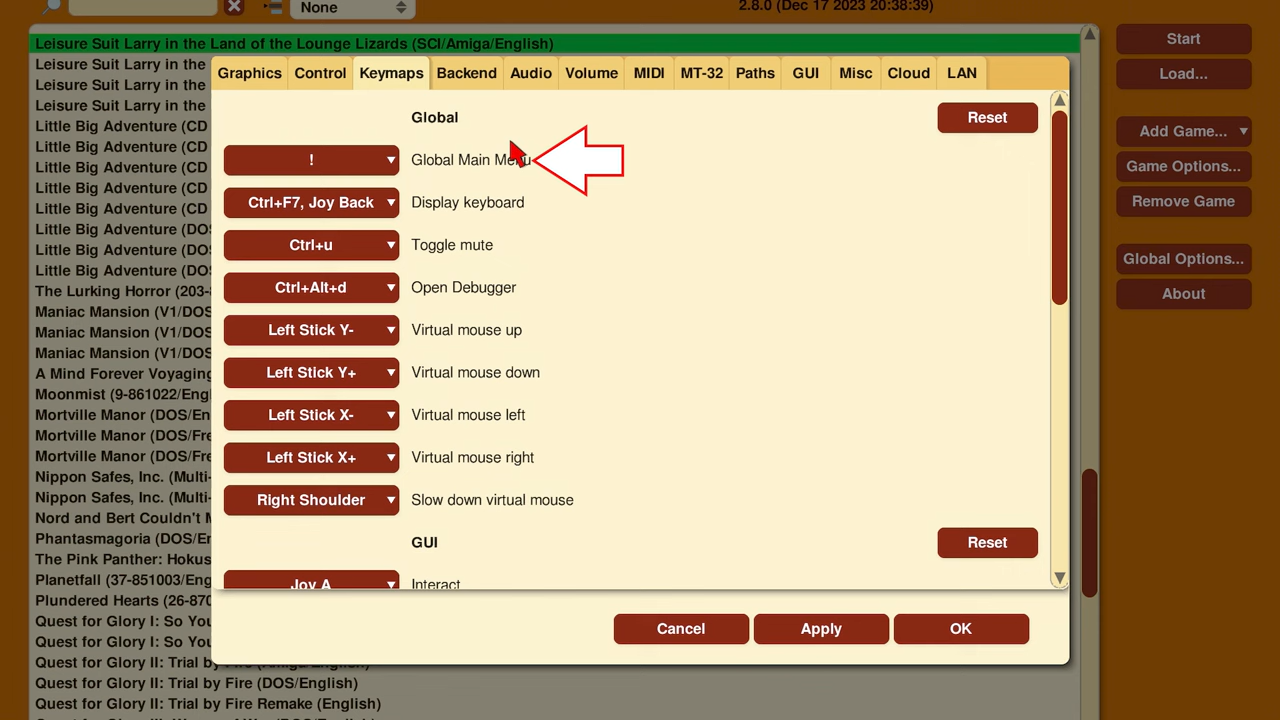 None
2.8.0 (Dec 17 2023 20:38:39)
Leisure Suit Larry in the Land of the Lounge Lizards (SCI/Amiga/English)
Leisure Suit Larry in the
Leisure Suit Larry in the
Leisure Suit Larry in the
Little Big Adventure (CD
Little Big Adventure (CD
Little Big Adventure (CD
Little Big Adventure (CD
Little Big Adventure (CD
Little Big Adventure (DOS
Little Big Adventure (DOS
Little Big Adventure (DOS
The Lurking Horror (203-
Maniac Mansion (V1/DOS
Maniac Mansion (V1/DOS
Maniac Mansion (V1/DOS
A Mind Forever Voyaging
Moonmist (9-861022/Engl
Mortville Manor (DOS/En
Mortville Manor (DOS/Fre
Mortville Manor (DOS/Fre
Nippon Safes, Inc. (Multi-
Nippon Safes, Inc. (Multi-
Nord and Bert Couldn't M
Phantasmagoria (DOS/En
The Pink Panther: Hokus
Planetfall (37-851003/Eng
Plundered Hearts (26-870
Quest for Glory I: So You
Quest for Glory I: So You
Quest for Glory II: Trial by Fire (Amiga/English)
Quest for Glory II: Trial by Fire (DOS/English)
Quest for Glory II: Trial by Fire Remake (English)
Graphics Control Keymaps Backend Audio Volume MIDI MT-32 Paths GUI Misc Cloud LAN
Global Reset
! Global Main Menu
Ctrl+F7, Joy Back Display keyboard
Ctrl+u Toggle mute
Ctrl+Alt+d Open Debugger
Left Stick Y- Virtual mouse up
Left Stick Y+ Virtual mouse down
Left Stick X- Virtual mouse left
Left Stick X+ Virtual mouse right
Right Shoulder Slow down virtual mouse
GUI Reset
Joy A Interact
Cancel Apply OK
Start
Load...
Add Game...
Game Options...
Remove Game
Global Options...
About